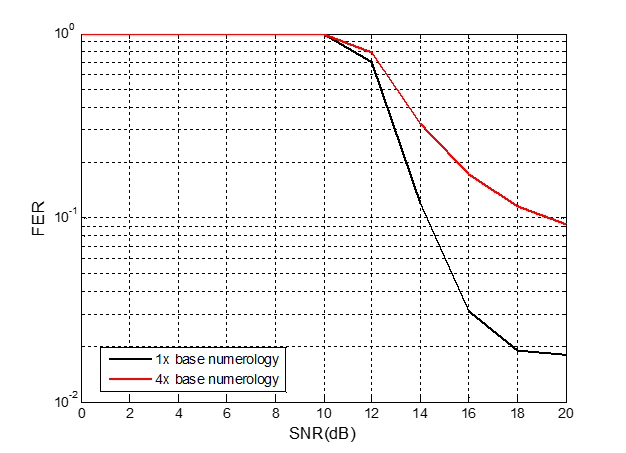 10^0
10^-1
10^-2
FER
1x base numerology
4x base numerology
0 2 4 6 8 10 12 14 16 18 20
SNR(dB)